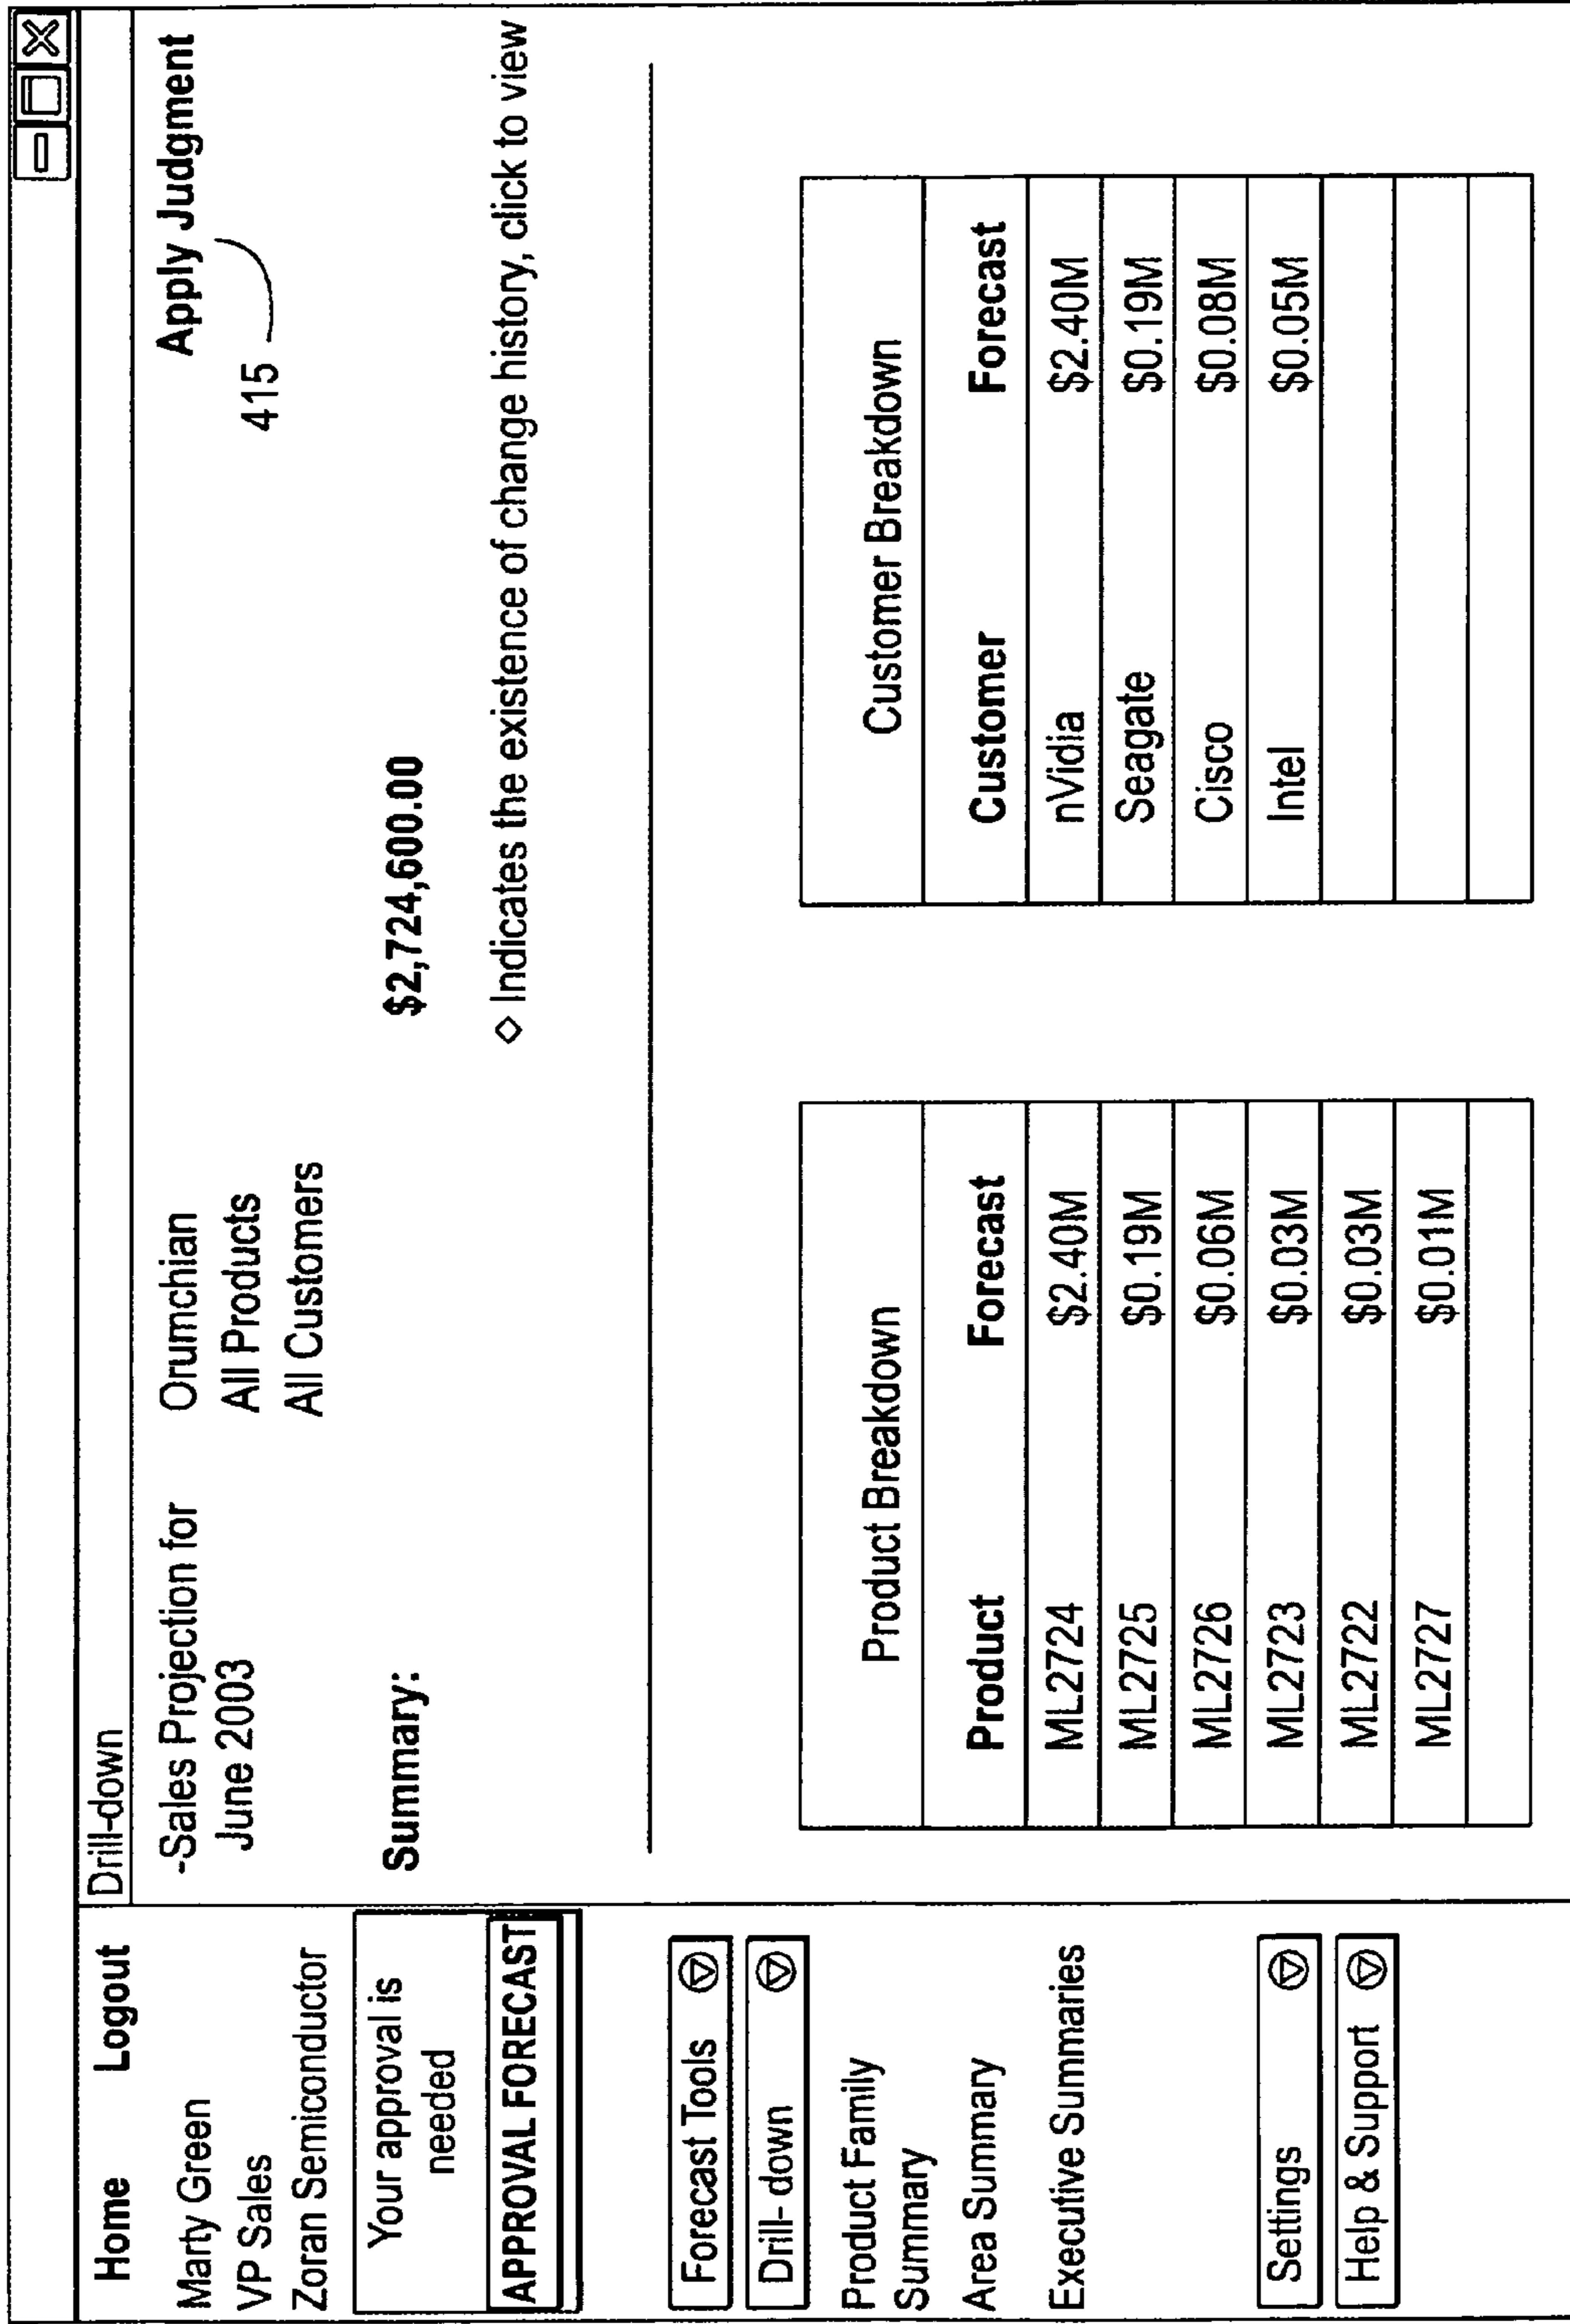 Home Logout
Marty Green
VP Sales
Zoran Semiconductor
Your approval is
needed
APPROVAL FORECAST
Forecast Tools
Drill- down
Product Family
Summary
Area Summary
Executive Summaries
Settings
Help & Support
Drill-down
-Sales Projection for Orumchian Apply Judgment
June 2003 All Products 415
All Customers
Summary: $2,724,600.00
◇ Indicates the existence of change history, click to view
Product Breakdown
Product Forecast
ML2724 $2.40M
ML2725 $0.19M
ML2726 $0.06M
ML2723 $0.03M
ML2722 $0.03M
ML2727 $0.01M
Customer Breakdown
Customer Forecast
nVidia $2.40M
Seagate $0.19M
Cisco $0.08M
Intel $0.05M